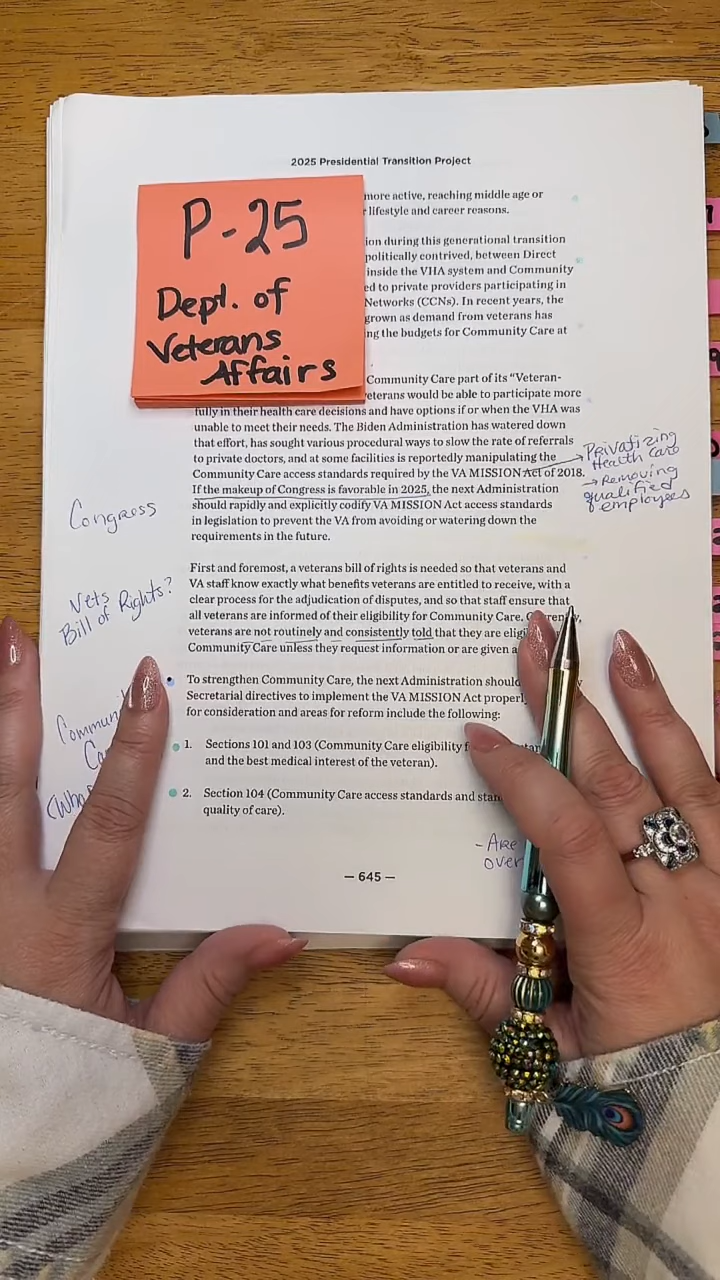 2025 Presidential Transition Project
P-25
Dept. of
Veterans
Affairs
more active, reaching middle age or
lifestyle and career reasons.
ion during this generational transition
politically contrived, between Direct
inside the VHA system and Community
ed to private providers participating in
Networks (CCNs). In recent years, the
grown as demand from veterans has
ng the budgets for Community Care at
Community Care part of its “Veteran-
veterans would be able to participate more
fully in their health care decisions and have options if or when the VHA was
unable to meet their needs. The Biden Administration has watered down
that effort, has sought various procedural ways to slow the rate of referrals
to private doctors, and at some facilities is reportedly manipulating the
Community Care access standards required by the VA MISSION Act of 2018.
If the makeup of Congress is favorable in 2025, the next Administration
should rapidly and explicitly codify VA MISSION Act access standards
in legislation to prevent the VA from avoiding or watering down the
requirements in the future.
Privatizing
Health Care
→ Removing
qualified
employees
Congress
First and foremost, a veterans bill of rights is needed so that veterans and
VA staff know exactly what benefits veterans are entitled to receive, with a
clear process for the adjudication of disputes, and so that staff ensure that
all veterans are informed of their eligibility for Community Care.
veterans are not routinely and consistently told that they are
Community Care unless they request information or are given a
Vets
Bill of Rights?
To strengthen Community Care, the next Administration should
Secretarial directives to implement the VA MISSION Act
for consideration and areas for reform include the following:
1. Sections 101 and 103 (Community Care eligibility
and the best medical interest of the veteran).
2. Section 104 (Community Care access standards and
quality of care).
- Are
over
— 645 —